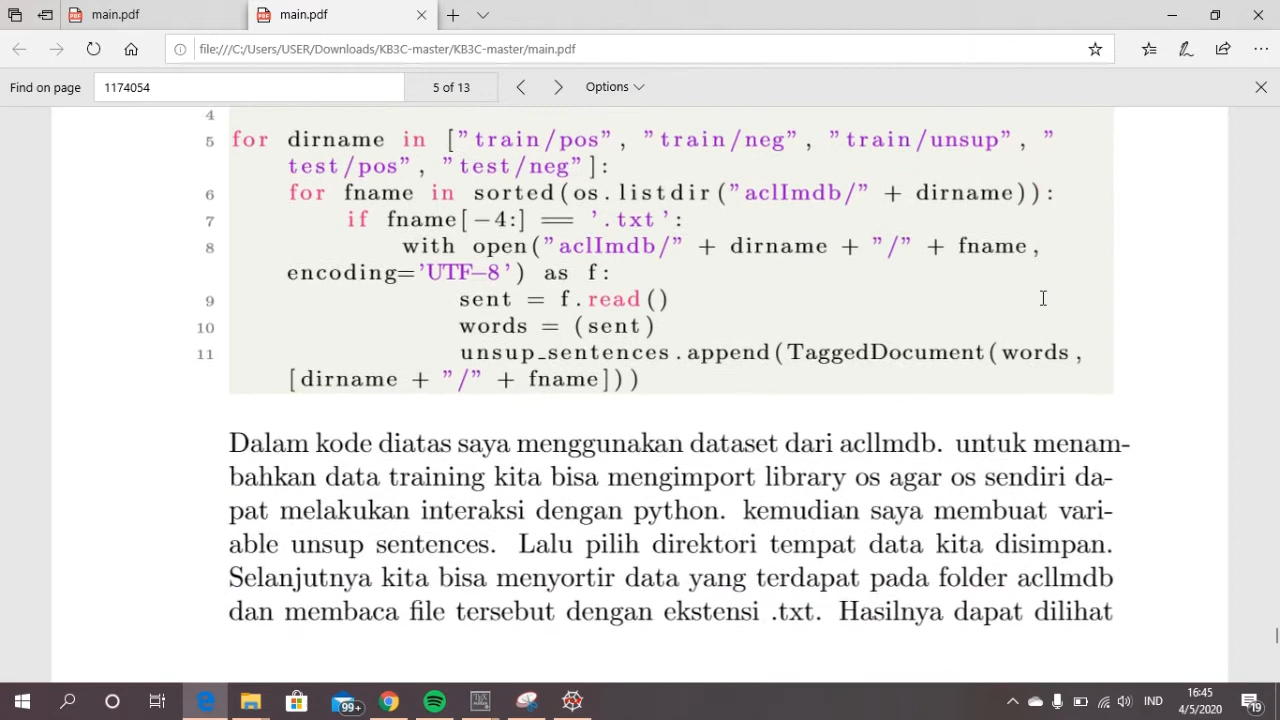 main.pdf
main.pdf
file:///C:/Users/USER/Downloads/KB3C-master/KB3C-master/main.pdf
Find on page
1174054
5 of 13
Options
4
5 for dirname in ["train/pos", "train/neg", "train/unsup", "
test/pos", "test/neg"]:
6 for fname in sorted(os.listdir("aclImdb/" + dirname)):
7 if fname[-4:] == '.txt':
8 with open("aclImdb/" + dirname + "/" + fname,
encoding='UTF-8') as f:
9 sent = f.read()
10 words = (sent)
11 unsup_sentences.append(TaggedDocument(words,
[dirname + "/" + fname]))
Dalam kode diatas saya menggunakan dataset dari acllmdb. untuk menam-
bahkan data training kita bisa mengimport library os agar os sendiri da-
pat melakukan interaksi dengan python. kemudian saya membuat vari-
able unsup sentences. Lalu pilih direktori tempat data kita disimpan.
Selanjutnya kita bisa menyortir data yang terdapat pada folder acllmdb
dan membaca file tersebut dengan ekstensi .txt. Hasilnya dapat dilihat
99+
IND
16:45
4/5/2020
19